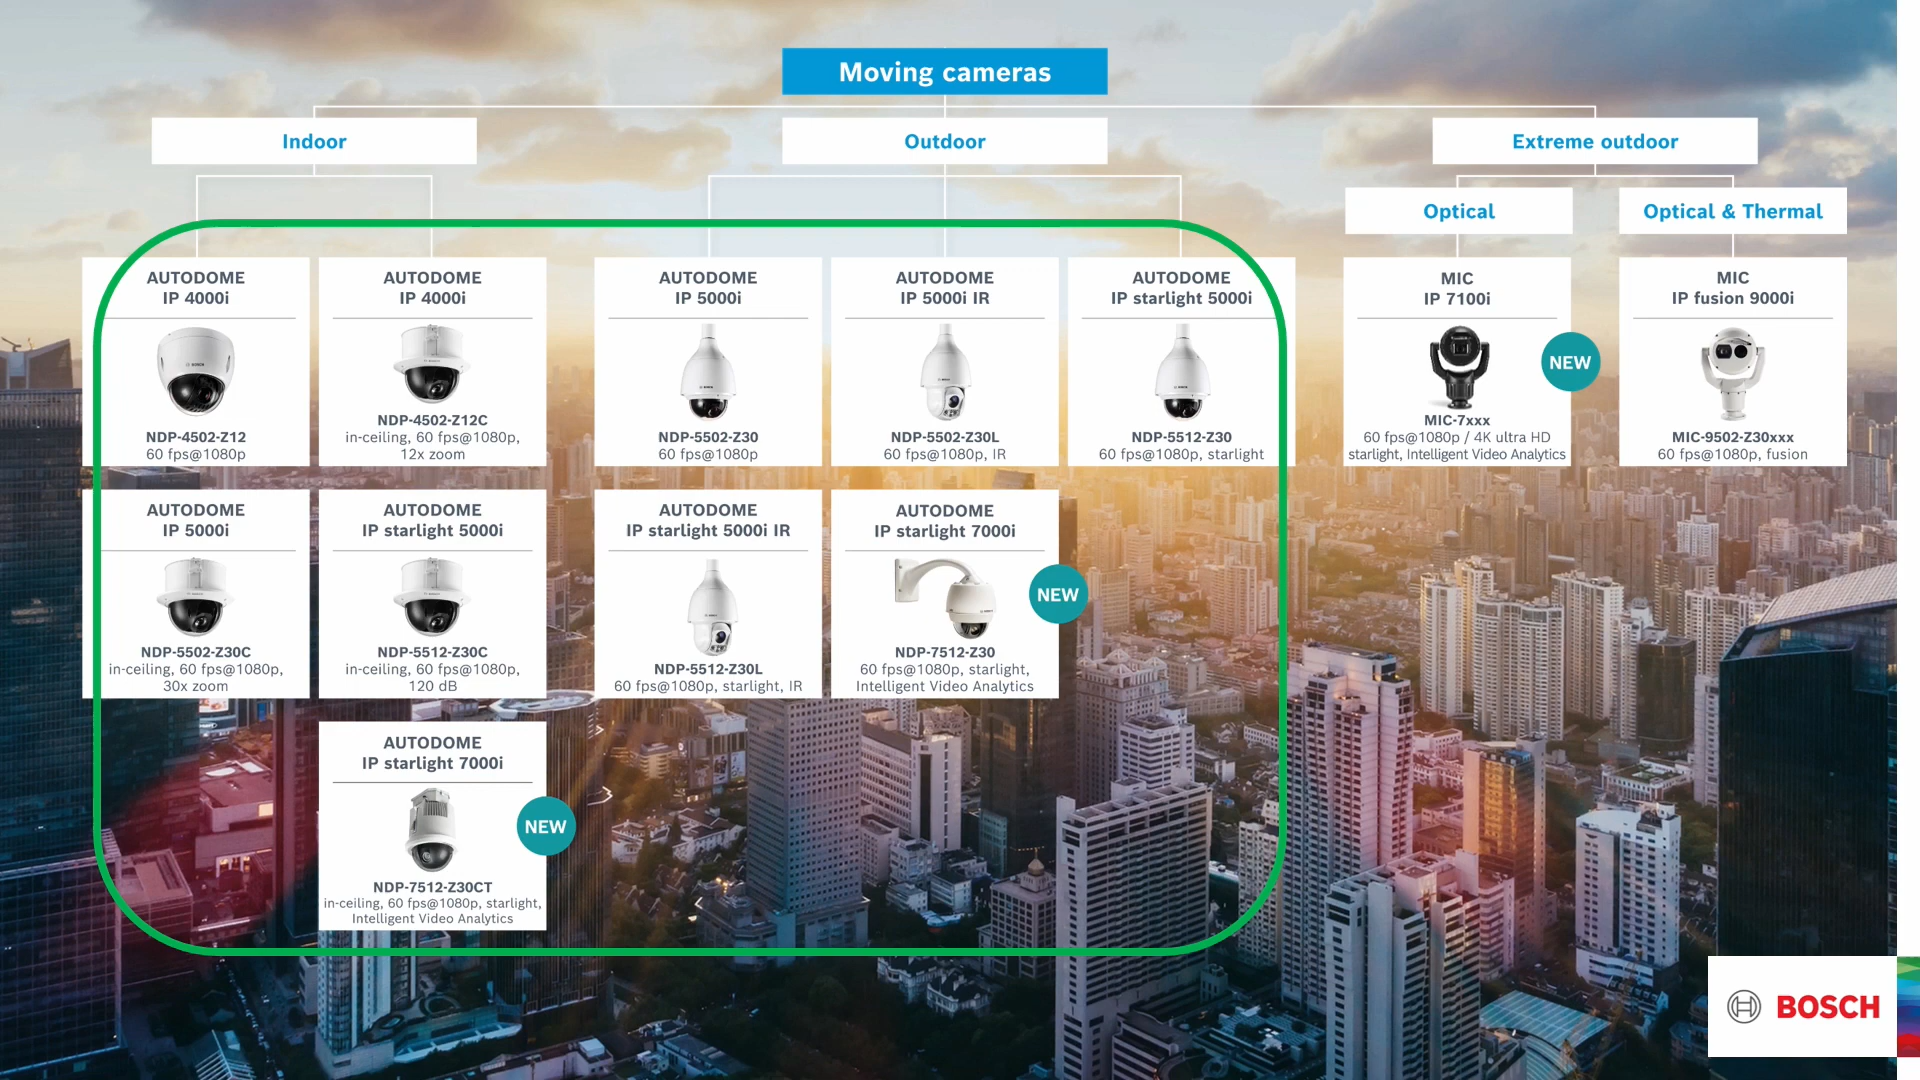 Moving cameras
Indoor
Outdoor
Extreme outdoor
Optical
Optical & Thermal
AUTODOME
IP 4000i
BOSCH
NDP-4502-Z12
60 fps@1080p
AUTODOME
IP 4000i
NDP-4502-Z12C
in-ceiling, 60 fps@1080p,
12x zoom
AUTODOME
IP 5000i
NDP-5502-Z30
60 fps@1080p
AUTODOME
IP 5000i IR
NDP-5502-Z30L
60 fps@1080p, IR
AUTODOME
IP starlight 5000i
NDP-5512-Z30
60 fps@1080p, starlight
MIC
IP 7100i
NEW
MIC-7xxx
60 fps@1080p / 4K ultra HD
starlight, Intelligent Video Analytics
MIC
IP fusion 9000i
MIC-9502-Z30xxx
60 fps@1080p, fusion
AUTODOME
IP 5000i
NDP-5502-Z30C
in-ceiling, 60 fps@1080p,
30x zoom
AUTODOME
IP starlight 5000i
NDP-5512-Z30C
in-ceiling, 60 fps@1080p,
120 dB
AUTODOME
IP starlight 5000i IR
NDP-5512-Z30L
60 fps@1080p, starlight, IR
AUTODOME
IP starlight 7000i
NEW
NDP-7512-Z30
60 fps@1080p, starlight,
Intelligent Video Analytics
AUTODOME
IP starlight 7000i
NEW
NDP-7512-Z30CT
in-ceiling, 60 fps@1080p, starlight,
Intelligent Video Analytics
BOSCH